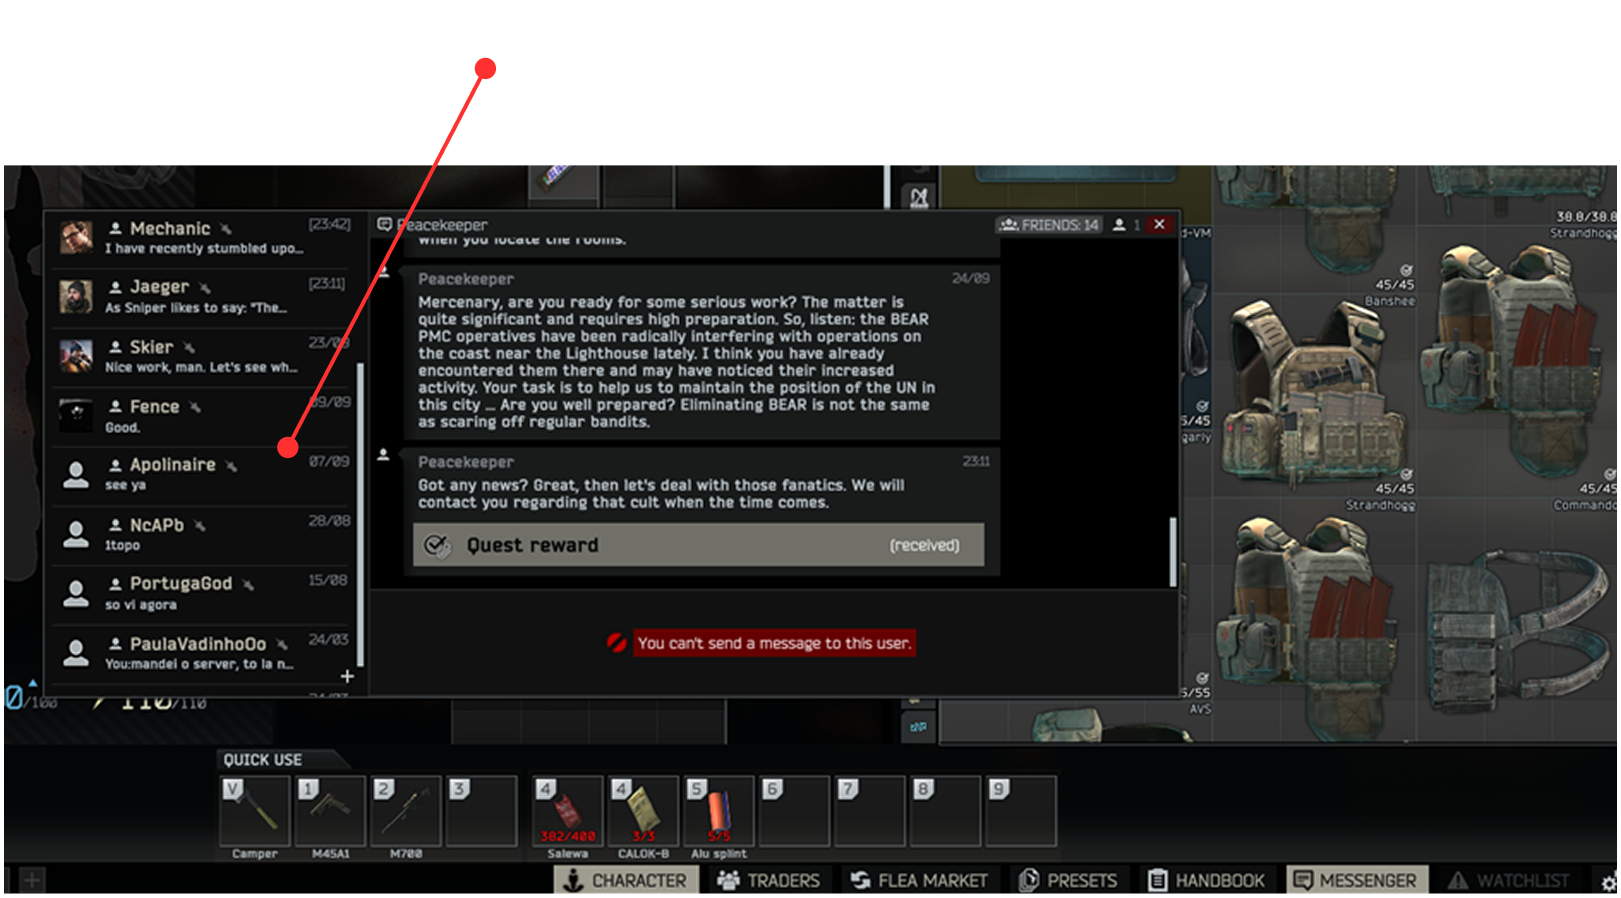 Mechanic [23:42]
I have recently stumbled upo...
Jaeger [23:11]
As Sniper likes to say: "The...
Skier 23/09
Nice work, man. Let's see wh...
Fence 09/09
Good.
Apolinaire 07/09
see ya
NcAPb 28/08
1topo
PortugaGod 15/08
so vi agora
PaulaVadinhoOo 24/03
You:mandei o server, to la n...
+
Peacekeeper
FRIENDS: 14
1
when you locate the rooms.
Peacekeeper 24/09
Mercenary, are you ready for some serious work? The matter is
quite significant and requires high preparation. So, listen: the BEAR
PMC operatives have been radically interfering with operations on
the coast near the Lighthouse lately. I think you have already
encountered them there and may have noticed their increased
activity. Your task is to help us to maintain the position of the UN in
this city ... Are you well prepared? Eliminating BEAR is not the same
as scaring off regular bandits.
Peacekeeper 23:11
Got any news? Great, then let's deal with those fanatics. We will
contact you regarding that cult when the time comes.
Quest reward (received)
You can't send a message to this user.
d-VM
38.8/38.8
Strandhogg
45/45
Banshee
5/45
garly
45/45
Strandhogg
45/45
Commando
5/55
AVS
0/100
110/110
QUICK USE
V 1 2 3 4 4 5 6 7 8 9
382/400 3/3 5/5
Camper M45A1 M700 Salewa CALOK-B Alu splint
CHARACTER TRADERS FLEA MARKET PRESETS HANDBOOK MESSENGER WATCHLIST